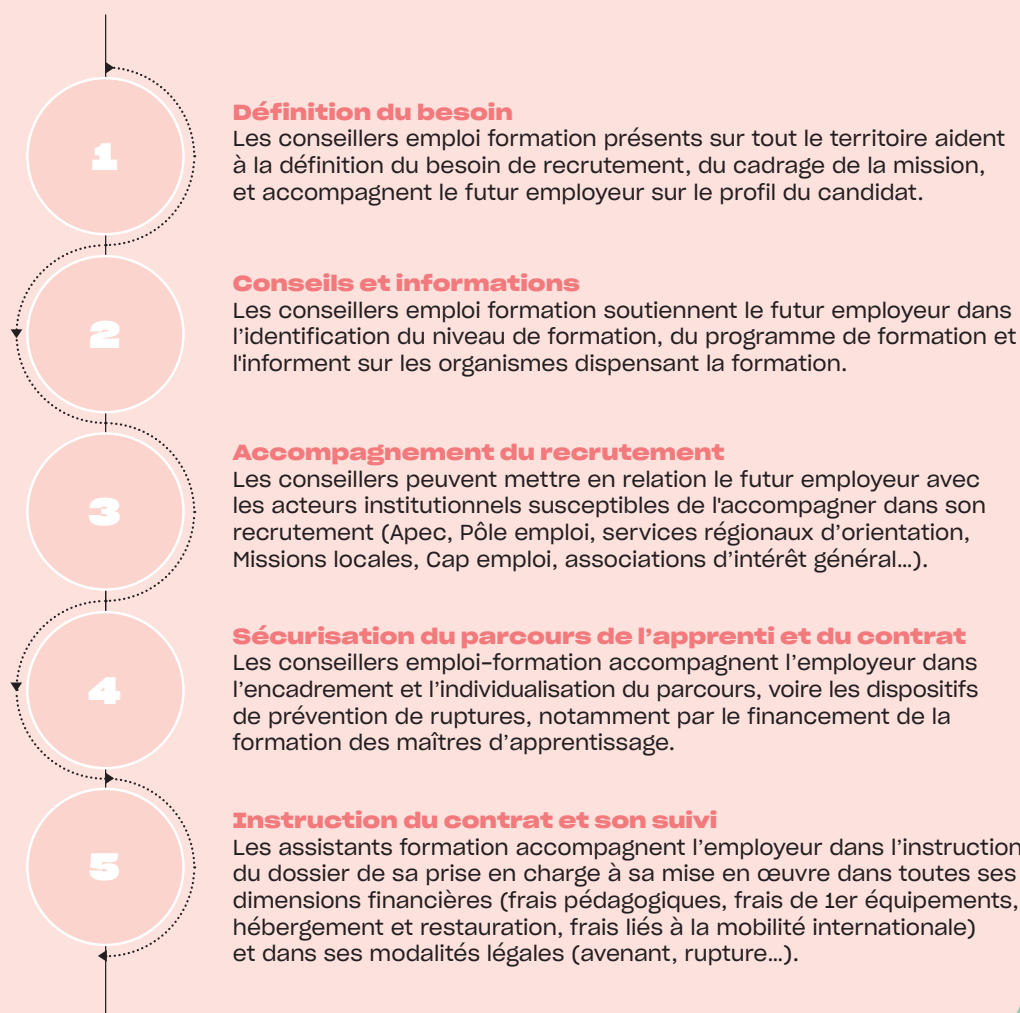 1
Définition du besoin
Les conseillers emploi formation présents sur tout le territoire aident
à la définition du besoin de recrutement, du cadrage de la mission,
et accompagnent le futur employeur sur le profil du candidat.
2
Conseils et informations
Les conseillers emploi formation soutiennent le futur employeur dans
l’identification du niveau de formation, du programme de formation et
l'informent sur les organismes dispensant la formation.
3
Accompagnement du recrutement
Les conseillers peuvent mettre en relation le futur employeur avec
les acteurs institutionnels susceptibles de l'accompagner dans son
recrutement (Apec, Pôle emploi, services régionaux d’orientation,
Missions locales, Cap emploi, associations d’intérêt général…).
4
Sécurisation du parcours de l’apprenti et du contrat
Les conseillers emploi-formation accompagnent l’employeur dans
l’encadrement et l’individualisation du parcours, voire les dispositifs
de prévention de ruptures, notamment par le financement de la
formation des maîtres d’apprentissage.
5
Instruction du contrat et son suivi
Les assistants formation accompagnent l’employeur dans l’instruction
du dossier de sa prise en charge à sa mise en œuvre dans toutes ses
dimensions financières (frais pédagogiques, frais de 1er équipements,
hébergement et restauration, frais liés à la mobilité internationale)
et dans ses modalités légales (avenant, rupture…).